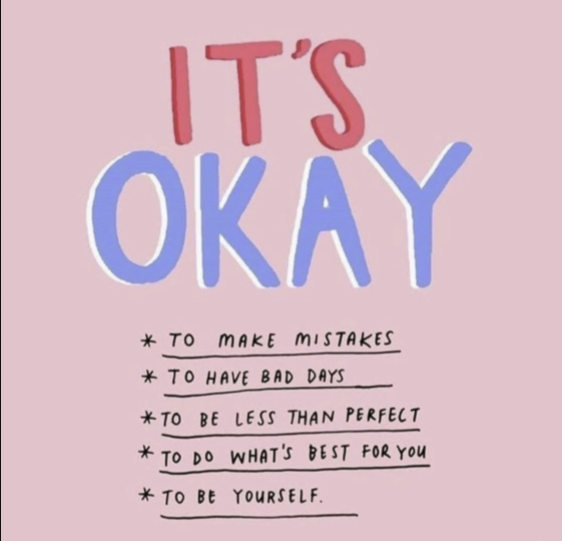 IT'S
OKAY
* TO MAKE MISTAKES
* TO HAVE BAD DAYS
* TO BE LESS THAN PERFECT
* TO DO WHAT'S BEST FOR YOU
* TO BE YOURSELF.